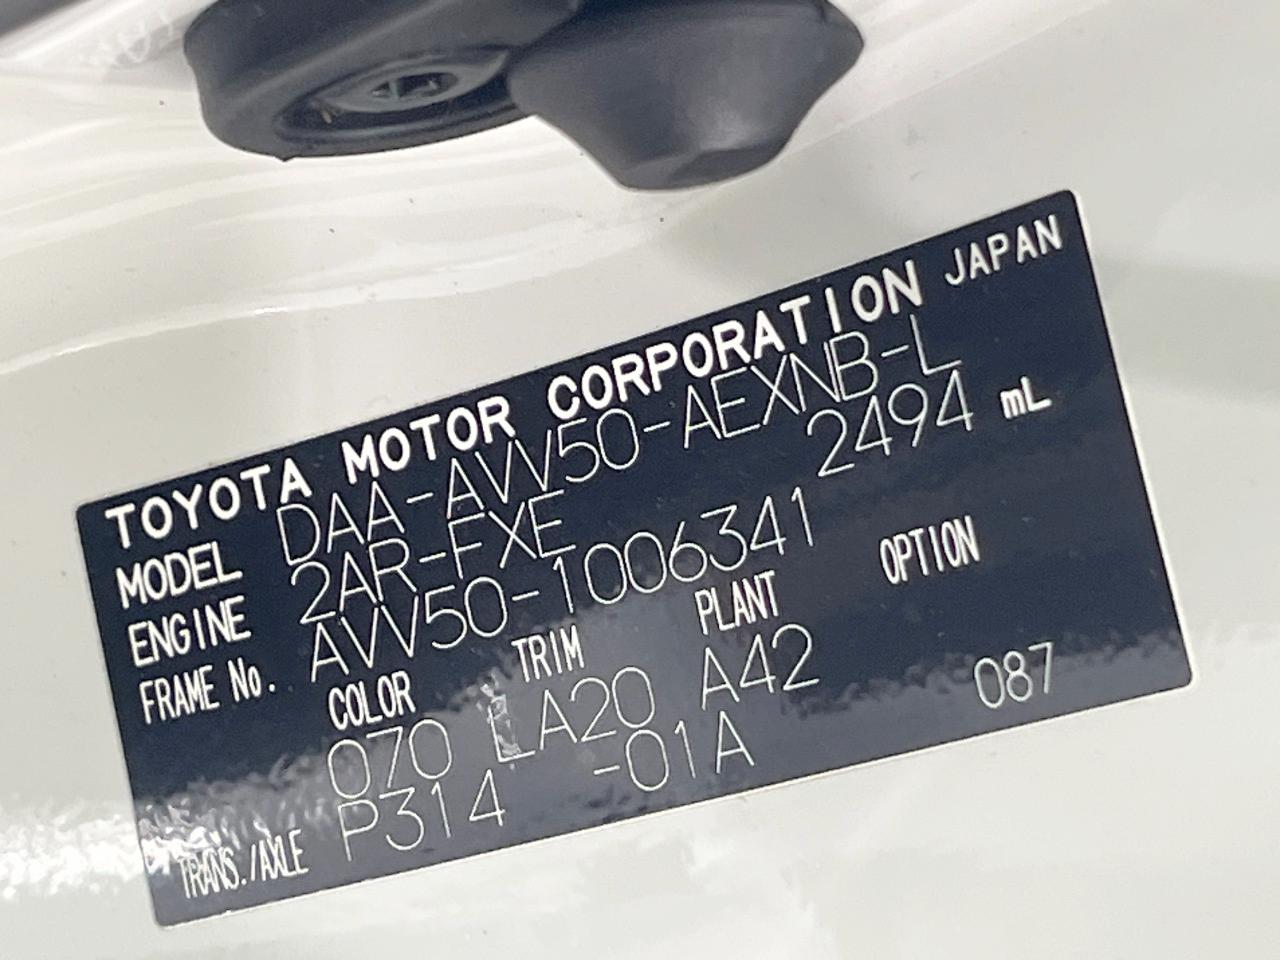 TOYOTA MOTOR CORPORATION JAPAN
MODEL DAA-AVV50-AEXNB-L
ENGINE 2AR-FXE 2494 mL
FRAME No. AVV50-1006341
COLOR TRIM PLANT OPTION
070 LA20 A42
TRANS./AXLE P314 -01A 087